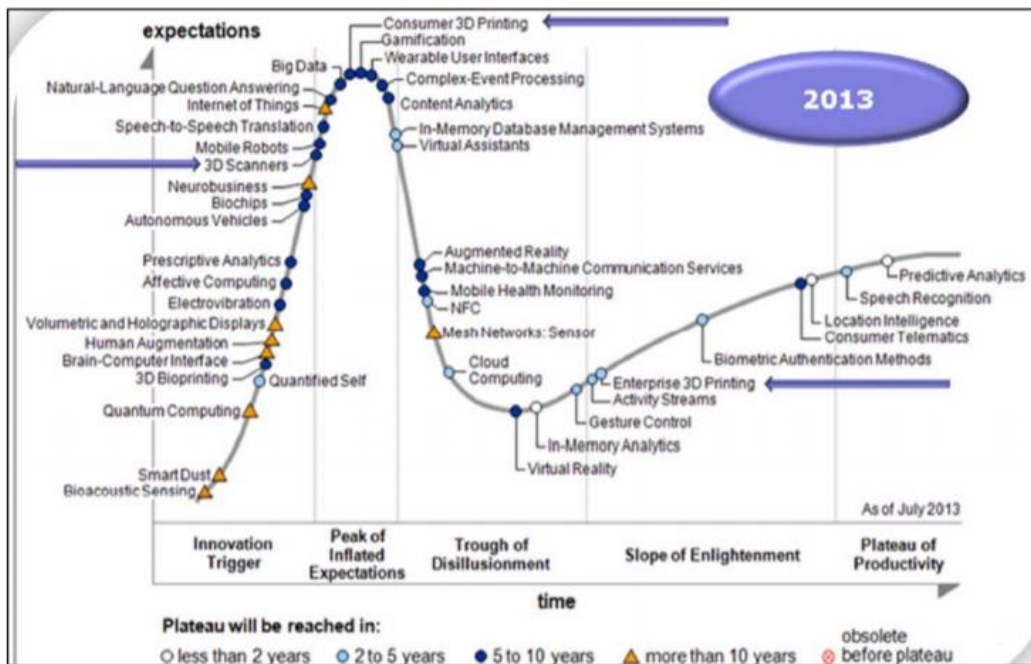 expectations
2013
Consumer 3D Printing
Gamification
Wearable User Interfaces
Big Data
Complex-Event Processing
Natural-Language Question Answering
Internet of Things
Content Analytics
Speech-to-Speech Translation
In-Memory Database Management Systems
Mobile Robots
Virtual Assistants
3D Scanners
Neurobusiness
Biochips
Autonomous Vehicles
Augmented Reality
Prescriptive Analytics
Machine-to-Machine Communication Services
Predictive Analytics
Affective Computing
Mobile Health Monitoring
Speech Recognition
Electrovibration
NFC
Location Intelligence
Volumetric and Holographic Displays
Mesh Networks: Sensor
Consumer Telematics
Human Augmentation
Brain-Computer Interface
Biometric Authentication Methods
3D Bioprinting
Cloud
Computing
Quantified Self
Enterprise 3D Printing
Activity Streams
Quantum Computing
Gesture Control
In-Memory Analytics
Virtual Reality
Smart Dust
Bioacoustic Sensing
As of July 2013
Innovation
Trigger
Peak of
Inflated
Expectations
Trough of
Disillusionment
Slope of Enlightenment
Plateau of
Productivity
time
Plateau will be reached in:
less than 2 years
2 to 5 years
5 to 10 years
more than 10 years
obsolete
before plateau